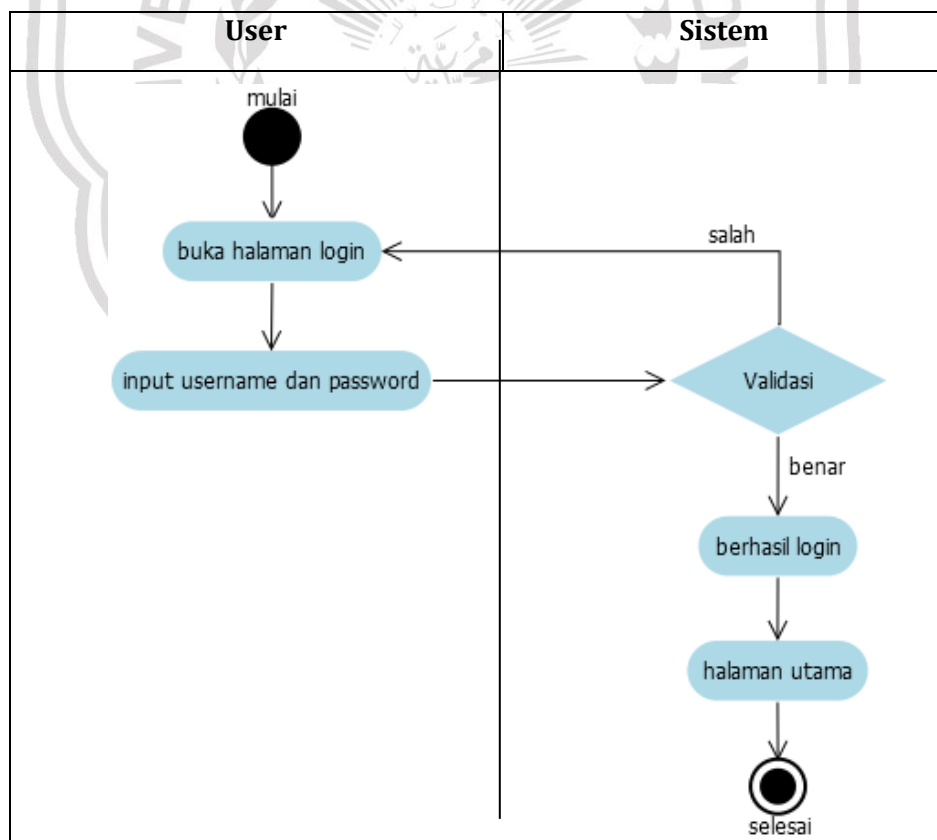 User
Sistem
mulai
buka halaman login
salah
input username dan password
Validasi
benar
berhasil login
halaman utama
selesai